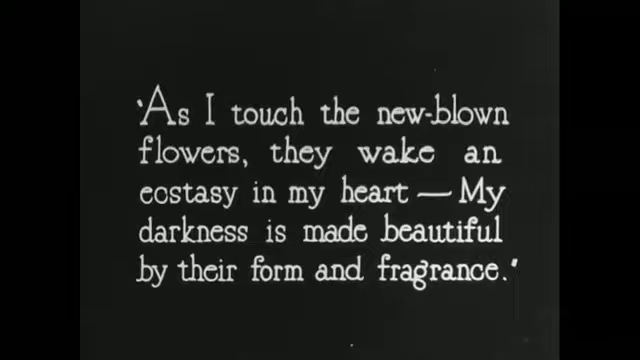 'As I touch the new-blown
flowers, they wake an
ecstasy in my heart — My
darkness is made beautiful
by their form and fragrance.'